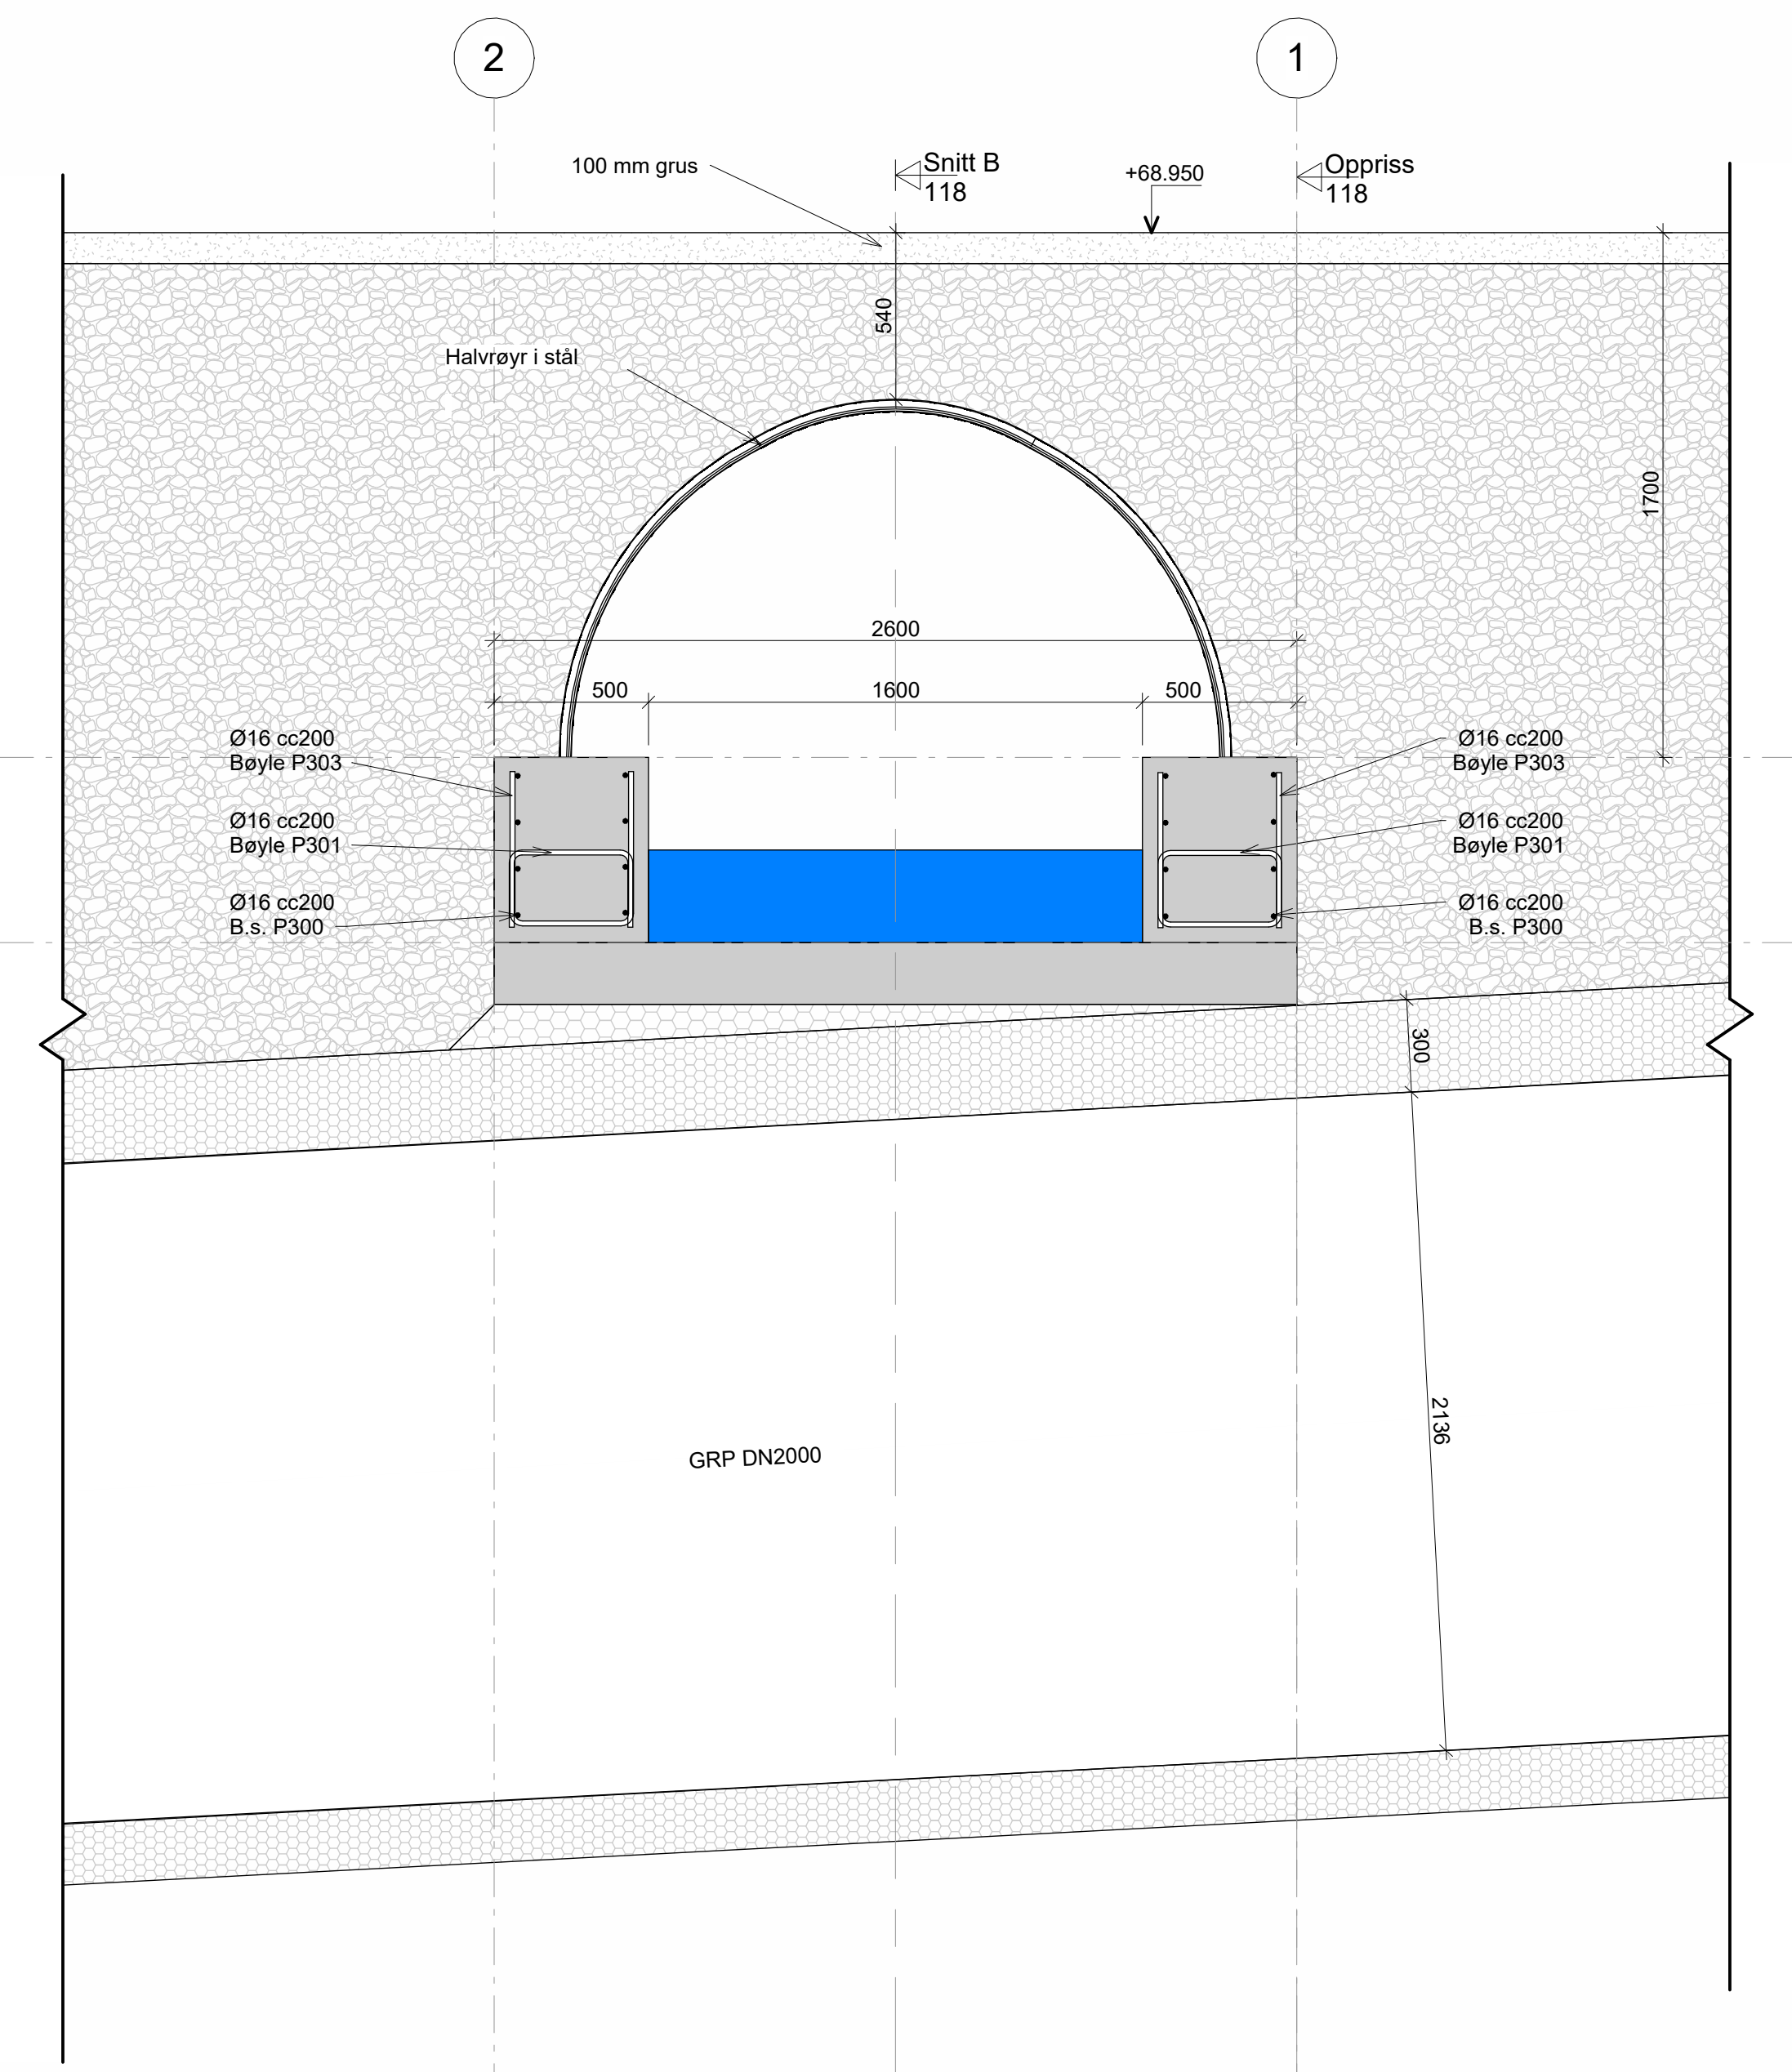 2
1
100 mm grus
Snitt B
118
+68.950
Oppriss
118
540
Halvrøyr i stål
1700
2600
500
1600
500
Ø16 cc200
Bøyle P303
Ø16 cc200
Bøyle P301
Ø16 cc200
B.s. P300
Ø16 cc200
Bøyle P303
Ø16 cc200
Bøyle P301
Ø16 cc200
B.s. P300
300
2136
GRP DN2000